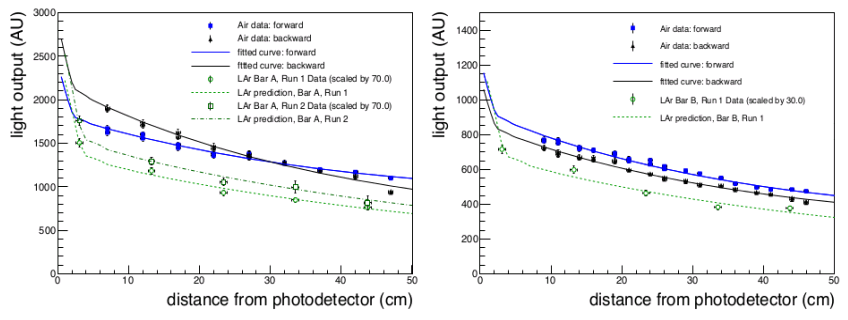 light output (AU)
3000
2500
2000
1500
1000
500
0
0 10 20 30 40 50
distance from photodetector (cm)
Air data: forward
Air data: backward
fitted curve: forward
fttted curve: backward
LAr Bar A, Run 1 Data (scaled by 70.0)
LAr prediction, Bar A, Run 1
LAr Bar A, Run 2 Data (scaled by 70.0)
LAr prediction, Bar A, Run 2
light output (AU)
1400
1200
1000
800
600
400
200
0
0 10 20 30 40 50
distance from photodetector (cm)
Air data: forward
Air data: backward
fitted curve: forward
fttted curve: backward
LAr Bar B, Run 1 Data (scaled by 30.0)
LAr prediction, Bar B, Run 1